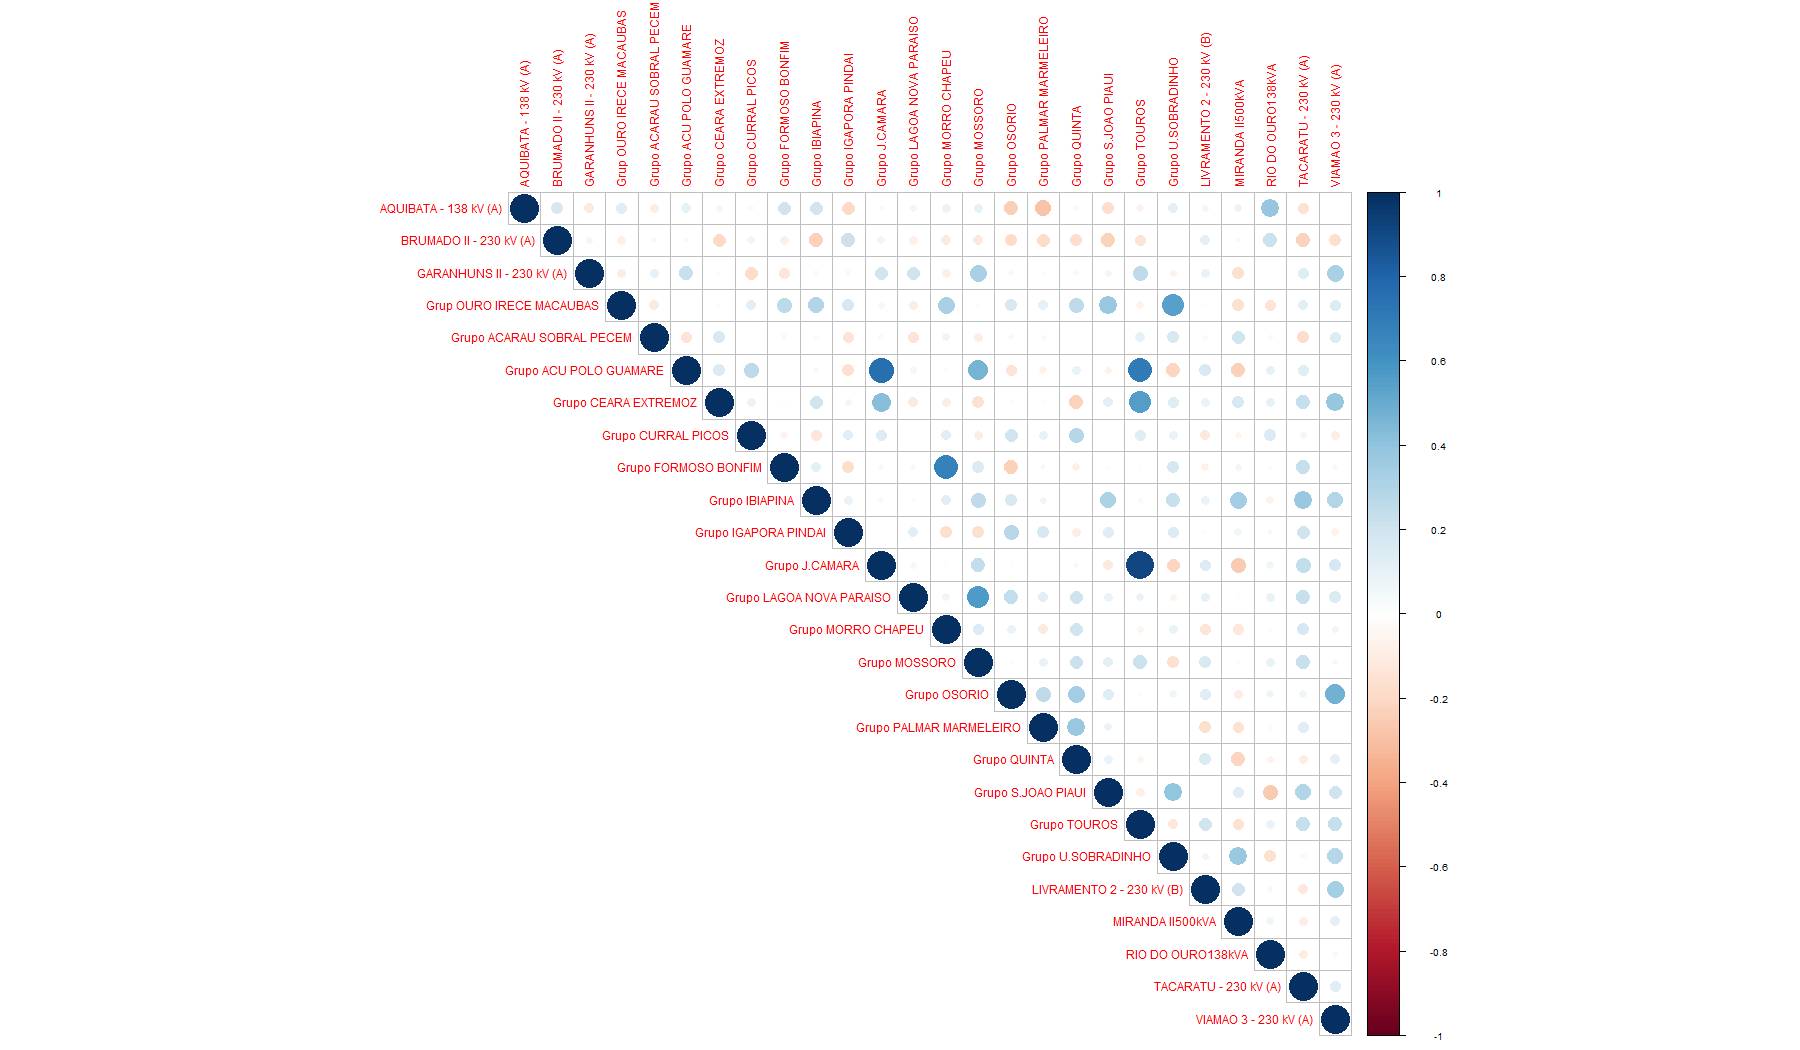 AQUIBATA - 138 kV (A)
BRUMADO II - 230 kV (A)
GARANHUNS II - 230 kV (A)
Grup OURO IRECE MACAUBAS
Grupo ACARAU SOBRAL PECEM
Grupo ACU POLO GUAMARE
Grupo CEARA EXTREMOZ
Grupo CURRAL PICOS
Grupo FORMOSO BONFIM
Grupo IBIAPINA
Grupo IGAPORA PINDAI
Grupo J.CAMARA
Grupo LAGOA NOVA PARAISO
Grupo MORRO CHAPEU
Grupo MOSSORO
Grupo OSORIO
Grupo PALMAR MARMELEIRO
Grupo QUINTA
Grupo S.JOAO PIAUI
Grupo TOUROS
Grupo U.SOBRADINHO
LIVRAMENTO 2 - 230 kV (B)
MIRANDA II500kVA
RIO DO OURO138kVA
TACARATU - 230 kV (A)
VIAMAO 3 - 230 kV (A)
AQUIBATA - 138 kV (A)
BRUMADO II - 230 kV (A)
GARANHUNS II - 230 kV (A)
Grup OURO IRECE MACAUBAS
Grupo ACARAU SOBRAL PECEM
Grupo ACU POLO GUAMARE
Grupo CEARA EXTREMOZ
Grupo CURRAL PICOS
Grupo FORMOSO BONFIM
Grupo IBIAPINA
Grupo IGAPORA PINDAI
Grupo J.CAMARA
Grupo LAGOA NOVA PARAISO
Grupo MORRO CHAPEU
Grupo MOSSORO
Grupo OSORIO
Grupo PALMAR MARMELEIRO
Grupo QUINTA
Grupo S.JOAO PIAUI
Grupo TOUROS
Grupo U.SOBRADINHO
LIVRAMENTO 2 - 230 kV (B)
MIRANDA II500kVA
RIO DO OURO138kVA
TACARATU - 230 kV (A)
VIAMAO 3 - 230 kV (A)
1
0.8
0.6
0.4
0.2
0
-0.2
-0.4
-0.6
-0.8
-1